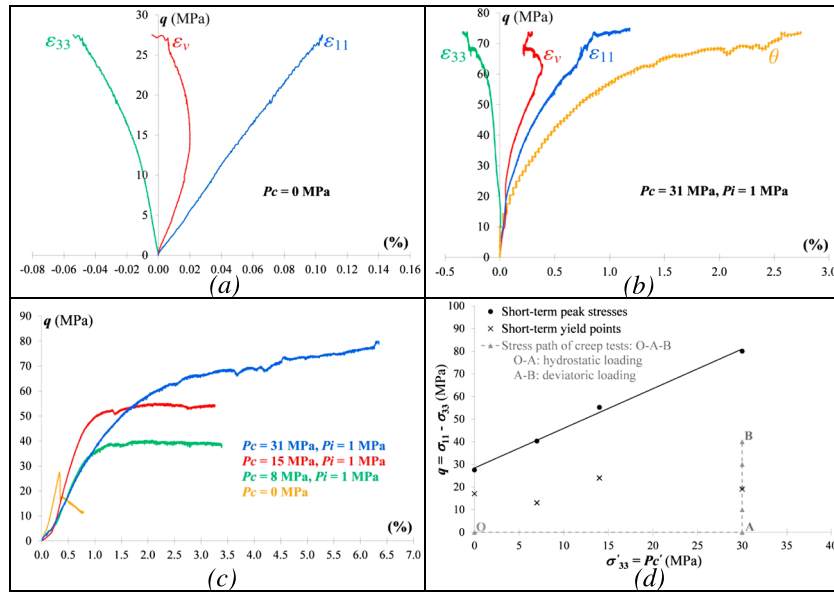 q (MPa)
30
25
20
15
10
5
0
ε33
εv
ε11
Pc = 0 MPa
(%)
-0.08 -0.06 -0.04 -0.02 0.00 0.02 0.04 0.06 0.08 0.10 0.12 0.14 0.16
(a)
q (MPa)
80
70
60
50
40
30
20
10
0
ε33
εv
ε11
θ
Pc = 31 MPa, Pi = 1 MPa
(%)
-0.5 0.0 0.5 1.0 1.5 2.0 2.5 3.0
(b)
q (MPa)
90
80
70
60
50
40
30
20
10
0
Pc = 31 MPa, Pi = 1 MPa
Pc = 15 MPa, Pi = 1 MPa
Pc = 8 MPa, Pi = 1 MPa
Pc = 0 MPa
(%)
0.0 0.5 1.0 1.5 2.0 2.5 3.0 3.5 4.0 4.5 5.0 5.5 6.0 6.5 7.0
(c)
100
90
80
70
60
50
40
30
20
10
0
q = σ11 - σ33 (MPa)
Short-term peak stresses
Short-term yield points
Stress path of creep tests: O-A-B
O-A: hydrostatic loading
A-B: deviatoric loading
B
O
A
0 5 10 15 20 25 30 35 40
σ'33 = Pc' (MPa)
(d)